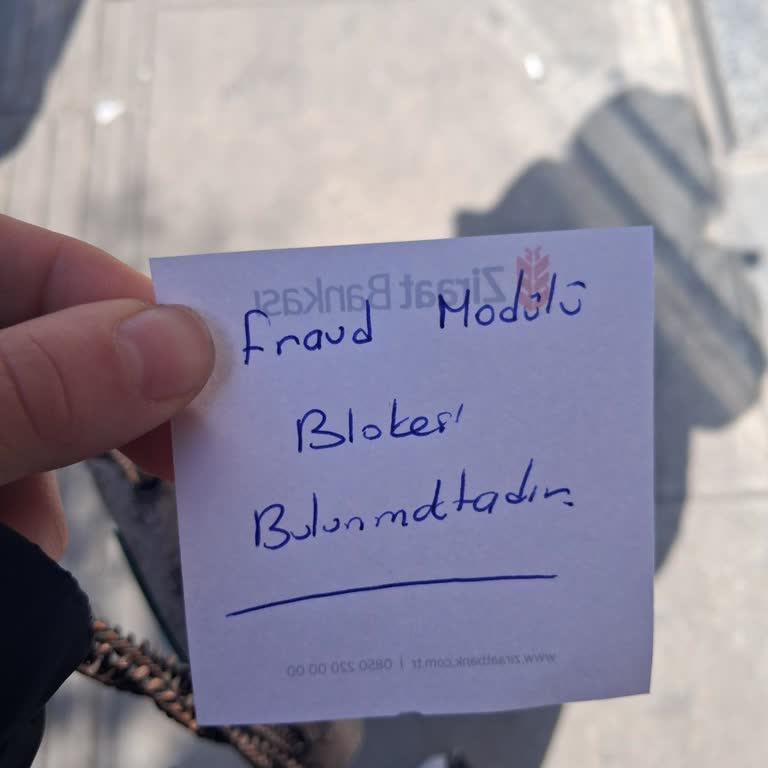 Ziraat Bankası
Fraud Modülü
Blokesi
Bulunmaktadır.
www.ziraatbank.com.tr | 0850 220 00 00